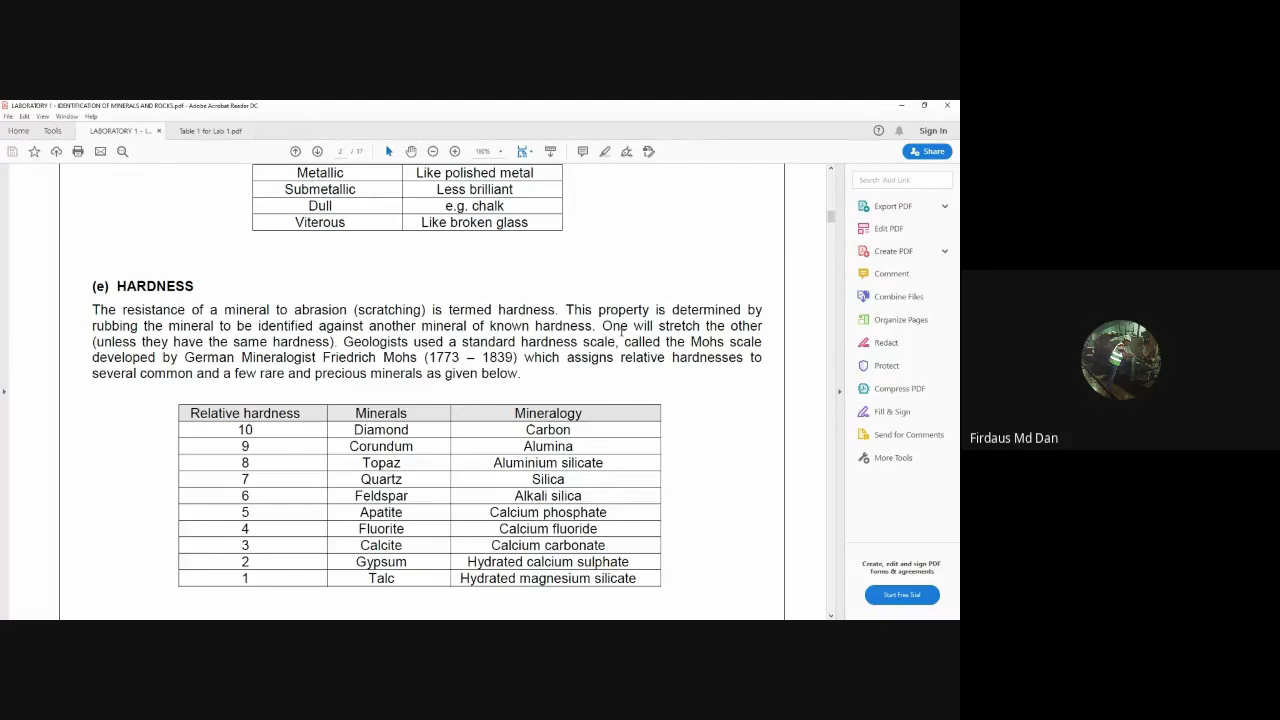 LABORATORY 1 - IDENTIFICATION OF MINERALS AND ROCKS.pdf - Adobe Acrobat Reader DC
File Edit View Window Help
Home Tools LABORATORY 1 - I... × Table 1 for Lab 1.pdf Sign In
2 / 17 180% Share
Metallic Like polished metal
Submetallic Less brilliant
Dull e.g. chalk
Viterous Like broken glass
(e) HARDNESS
The resistance of a mineral to abrasion (scratching) is termed hardness. This property is determined by
rubbing the mineral to be identified against another mineral of known hardness. One will stretch the other
(unless they have the same hardness). Geologists used a standard hardness scale, called the Mohs scale
developed by German Mineralogist Friedrich Mohs (1773 – 1839) which assigns relative hardnesses to
several common and a few rare and precious minerals as given below.
Relative hardness Minerals Mineralogy
10 Diamond Carbon
9 Corundum Alumina
8 Topaz Aluminium silicate
7 Quartz Silica
6 Feldspar Alkali silica
5 Apatite Calcium phosphate
4 Fluorite Calcium fluoride
3 Calcite Calcium carbonate
2 Gypsum Hydrated calcium sulphate
1 Talc Hydrated magnesium silicate
Search 'Add Link'
Export PDF
Edit PDF
Create PDF
Comment
Combine Files
Organize Pages
Redact
Protect
Compress PDF
Fill & Sign
Send for Comments
More Tools
Create, edit and sign PDF
forms & agreements
Start Free Trial
Firdaus Md Dan